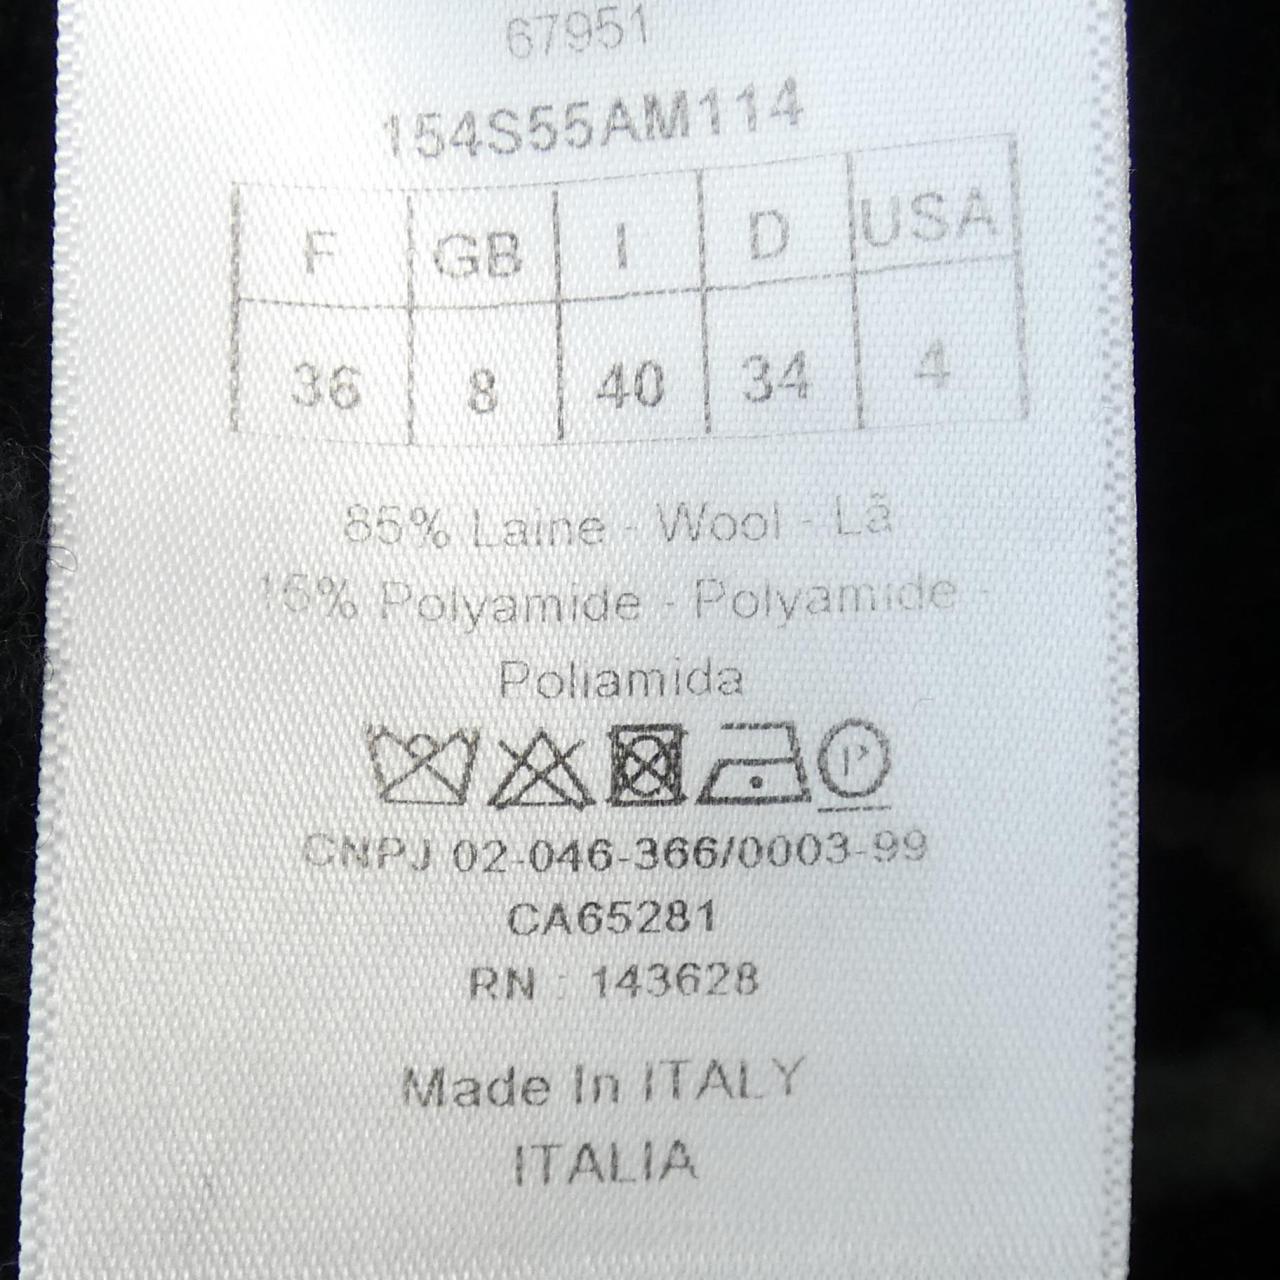 67951
154S55AM114
F GB I D USA
36 8 40 34 4
85% Laine - Wool - Lã
15% Polyamide - Polyamide -
Poliamida
P
CNPJ 02-046-366/0003-99
CA65281
RN : 143628
Made In ITALY
ITALIA